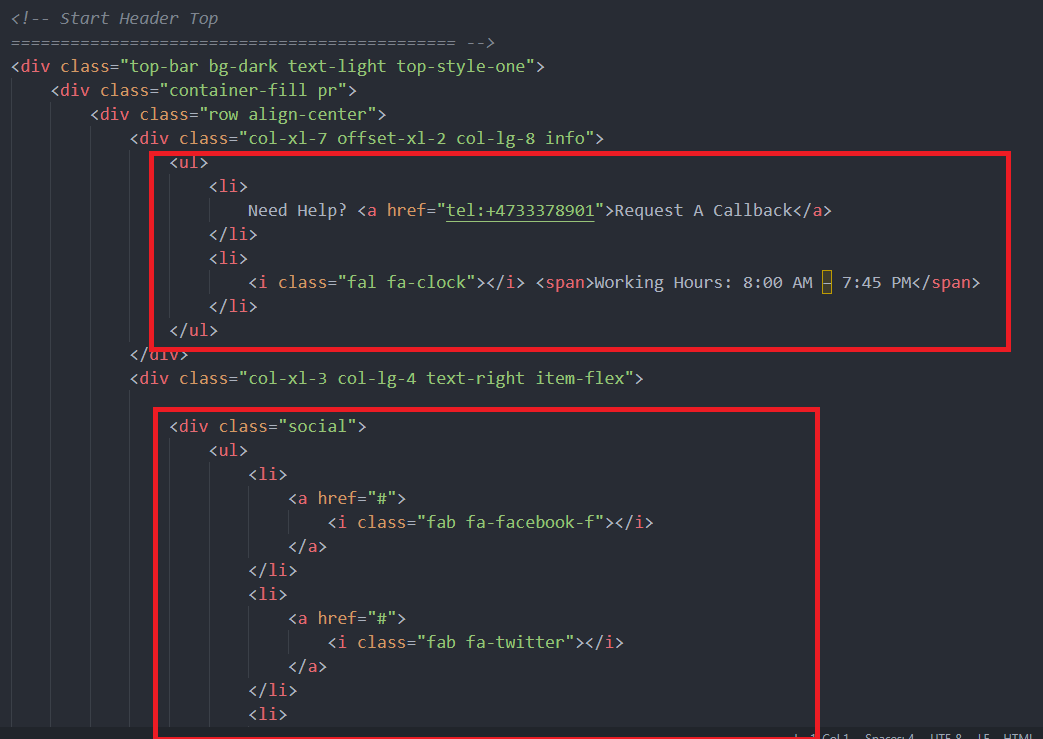 <!-- Start Header Top
============================================= -->
<div class="top-bar bg-dark text-light top-style-one">
<div class="container-fill pr">
<div class="row align-center">
<div class="col-xl-7 offset-xl-2 col-lg-8 info">
<ul>
<li>
Need Help? <a href="tel:+4733378901">Request A Callback</a>
</li>
<li>
<i class="fal fa-clock"></i> <span>Working Hours: 8:00 AM – 7:45 PM</span>
</li>
</ul>
</div>
<div class="col-xl-3 col-lg-4 text-right item-flex">
<div class="social">
<ul>
<li>
<a href="#">
<i class="fab fa-facebook-f"></i>
</a>
</li>
<li>
<a href="#">
<i class="fab fa-twitter"></i>
</a>
</li>
<li>
Col 1 Spaces: 4 UTF-8 LF HTML